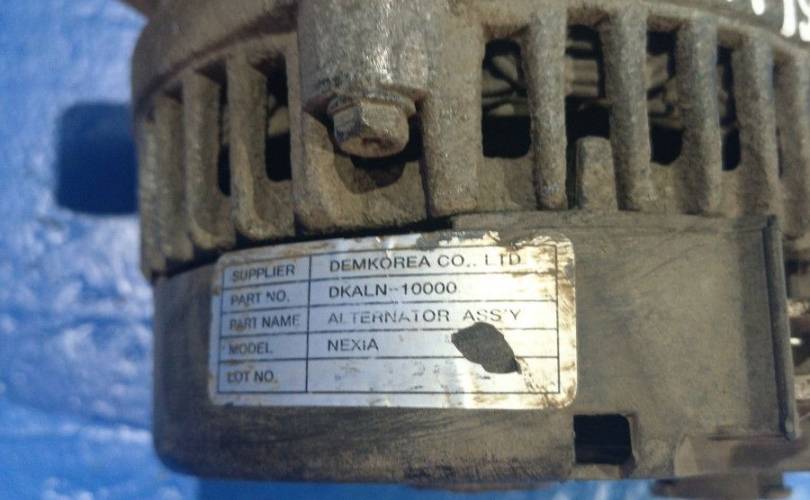 SUPPLIER DEMKOREA CO., LTD
PART NO. DKALN-10000
PART NAME ALTERNATOR ASS'Y
MODEL NEXIA
LOT NO.